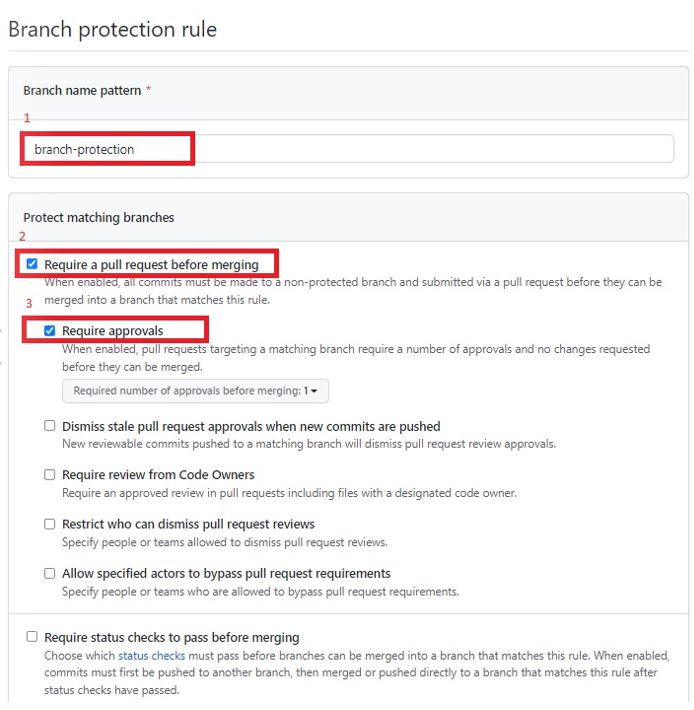 Branch protection rule
Branch name pattern *
1
branch-protection
Protect matching branches
2
Require a pull request before merging
When enabled, all commits must be made to a non-protected branch and submitted via a pull request before they can be
3
merged into a branch that matches this rule.
Require approvals
When enabled, pull requests targeting a matching branch require a number of approvals and no changes requested
before they can be merged.
Required number of approvals before merging: 1
Dismiss stale pull request approvals when new commits are pushed
New reviewable commits pushed to a matching branch will dismiss pull request review approvals.
Require review from Code Owners
Require an approved review in pull requests including files with a designated code owner.
Restrict who can dismiss pull request reviews
Specify people or teams allowed to dismiss pull request reviews.
Allow specified actors to bypass pull request requirements
Specify people or teams who are allowed to bypass pull request requirements.
Require status checks to pass before merging
Choose which status checks must pass before branches can be merged into a branch that matches this rule. When enabled,
commits must first be pushed to another branch, then merged or pushed directly to a branch that matches this rule after
status checks have passed.